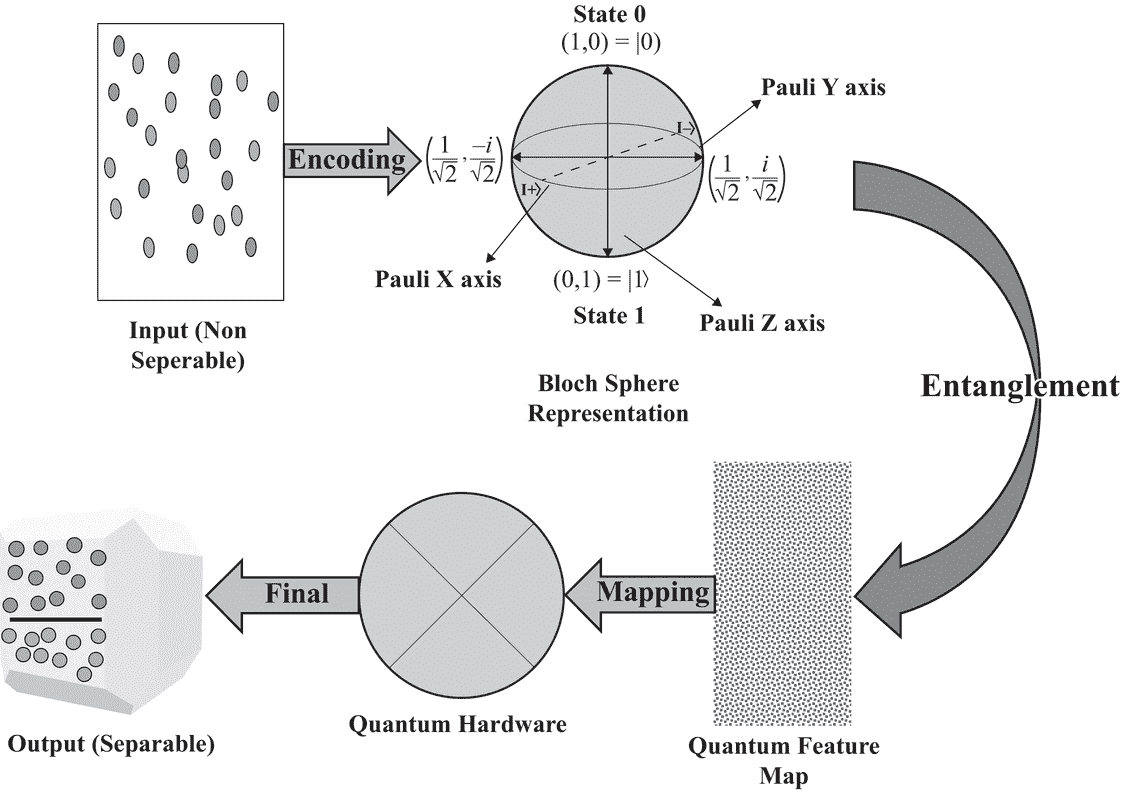 State 0
(1,0) = |0)
Pauli Y axis
Encoding
(1/√2, -i/√2)
I-⟩
I+⟩
(1/√2, i/√2)
Pauli X axis
(0,1) = |1⟩
State 1
Pauli Z axis
Input (Non
Seperable)
Bloch Sphere
Representation
Entanglement
Final
Mapping
Output (Separable)
Quantum Hardware
Quantum Feature
Map